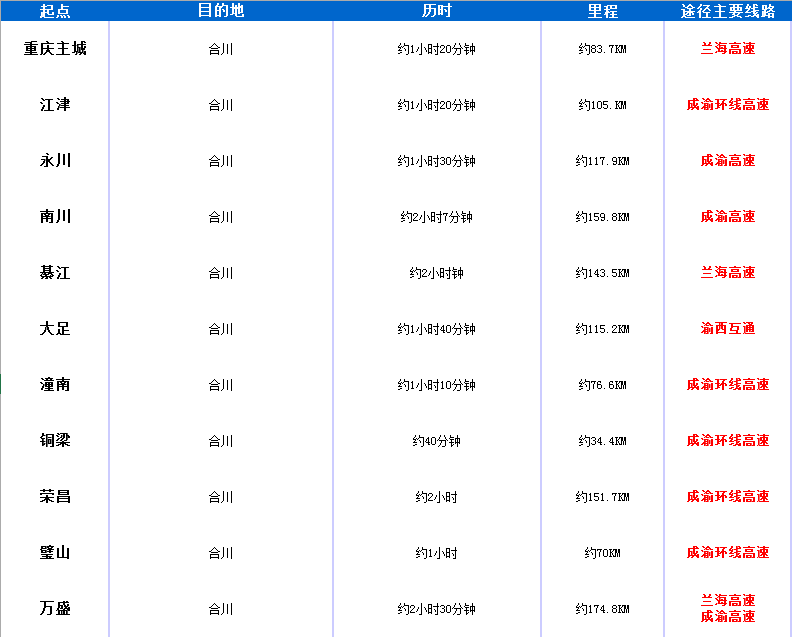 起点 目的地 历时 里程 途径主要线路
重庆主城 合川 约1小时20分钟 约83.7KM 兰海高速
江津 合川 约1小时20分钟 约105.KM 成渝环线高速
永川 合川 约1小时30分钟 约117.9KM 成渝高速
南川 合川 约2小时7分钟 约159.8KM 成渝高速
綦江 合川 约2小时钟 约143.5KM 兰海高速
大足 合川 约1小时40分钟 约115.2KM 渝西互通
潼南 合川 约1小时10分钟 约76.6KM 成渝环线高速
铜梁 合川 约40分钟 约34.4KM 成渝环线高速
荣昌 合川 约2小时 约151.7KM 成渝环线高速
璧山 合川 约1小时 约70KM 成渝环线高速
万盛 合川 约2小时30分钟 约174.8KM 兰海高速
成渝高速